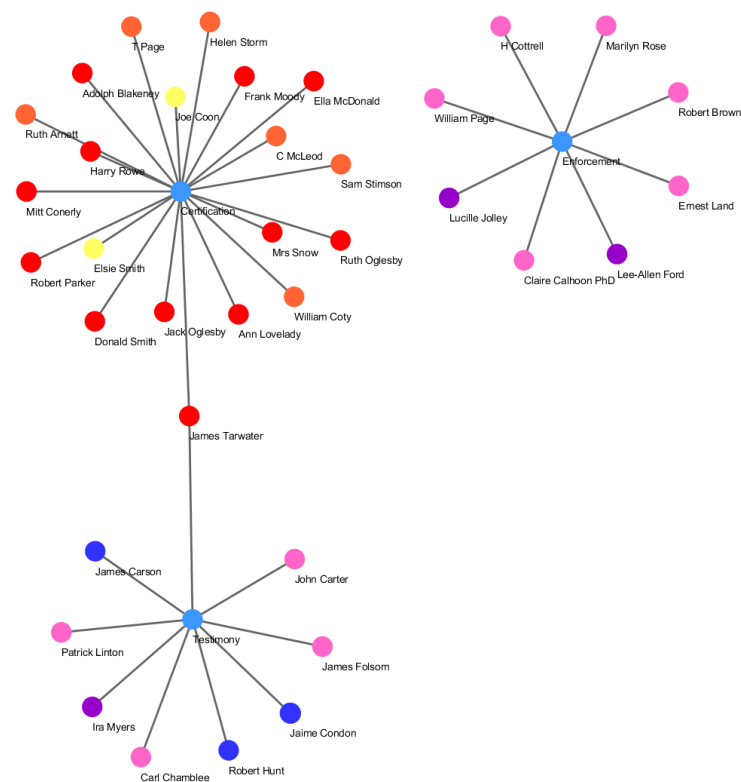 Helen Storm
H Cottrell
Marilyn Rose
T Page
Adolph Blakeney
Frank Moody
Ella McDonald
Joe Coon
Robert Brown
William Page
Ruth Arnett
C McLeod
Enforcement
Harry Rowe
Sam Stimson
Ernest Land
Mitt Conerly
Certification
Lucille Jolley
Mrs Snow
Ruth Oglesby
Elsie Smith
Robert Parker
Claire Calhoon PhD
Lee-Allen Ford
William Coty
Jack Oglesby
Ann Lovelady
Donald Smith
James Tarwater
James Carson
John Carter
Testimony
Patrick Linton
James Folsom
Ira Myers
Jaime Condon
Robert Hunt
Carl Chamblee